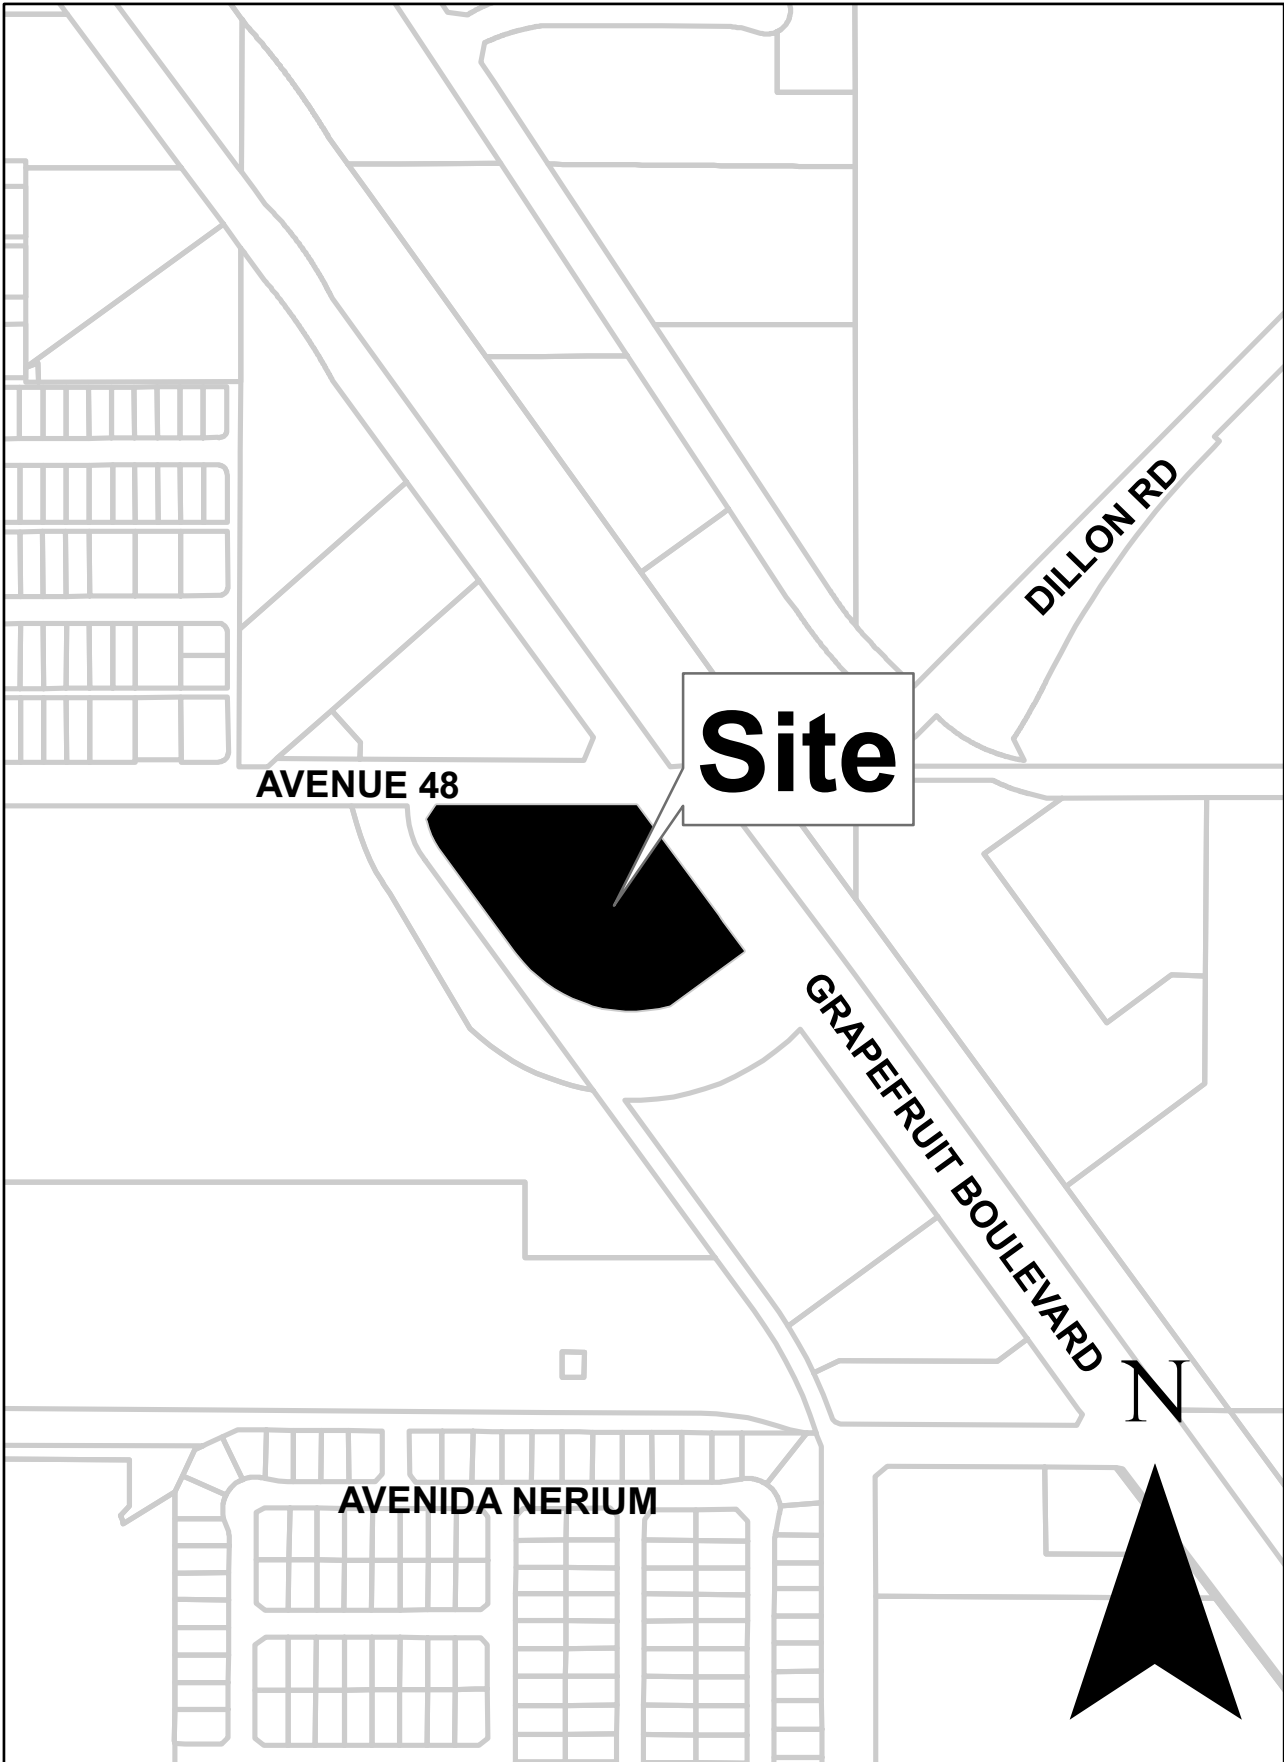 DILLON RD
Site
AVENUE 48
GRAPEFRUIT BOULEVARD
N
AVENIDA NERIUM